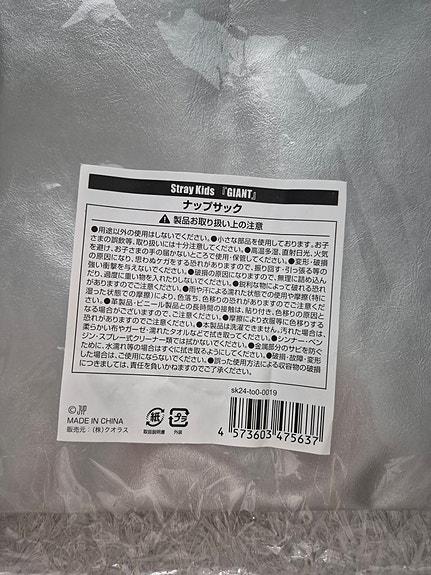 Stray Kids 『GIANT』
ナップサック
⚠ 製品お取り扱い上の注意
●用途以外の使用はしないでください。●小さな部品を使用しております。お子
さまの誤飲等、取り扱いには十分注意してください。●高温多湿、直射日光、火気
を避け、お子さまの手の届かないところで使用・保管してください。●変形・破損
の原因になり、思わぬケガをする恐れがありますので、振り回す・引っ張る等の
強い衝撃を与えないでください。●破損の原因になりますので、無理に詰め込ん
だり、過度に重い物を入れたりしないでください。●鋭利な物によって破れる恐れ
がありますのでご注意ください。●雨や汗による濡れた状態での使用や摩擦(特に
湿った状態での摩擦)により、色落ち、色移りの恐れがありますのでご注意くださ
い。●革製品・ビニール製品との長時間の接触は、貼り付き、色移りの原因と
なる場合がございますので、ご注意ください。●摩擦により衣服等に色移りする
恐れがありますのでご注意ください。●本製品は洗濯できません。汚れた場合は、
柔らかい布やガーゼ・濡れたタオルなどで拭き取ってください。●シンナー・ベン
ジン・スプレー式クリーナー類では拭かないでください。●金属部分のサビを防ぐ
ために、水濡れ等の場合はすぐに拭き取るようにしてください。●破損・故障・変形
した場合は、ご使用にならないでください。●誤った使用方法による収容物の破損
につきましては、責任を負いかねますのでご了承ください。
sk24-to0-0019
© JYP
MADE IN CHINA
販売元：(株)クオラス
紙
取扱説明書
プラ
外装
4 573603 475637